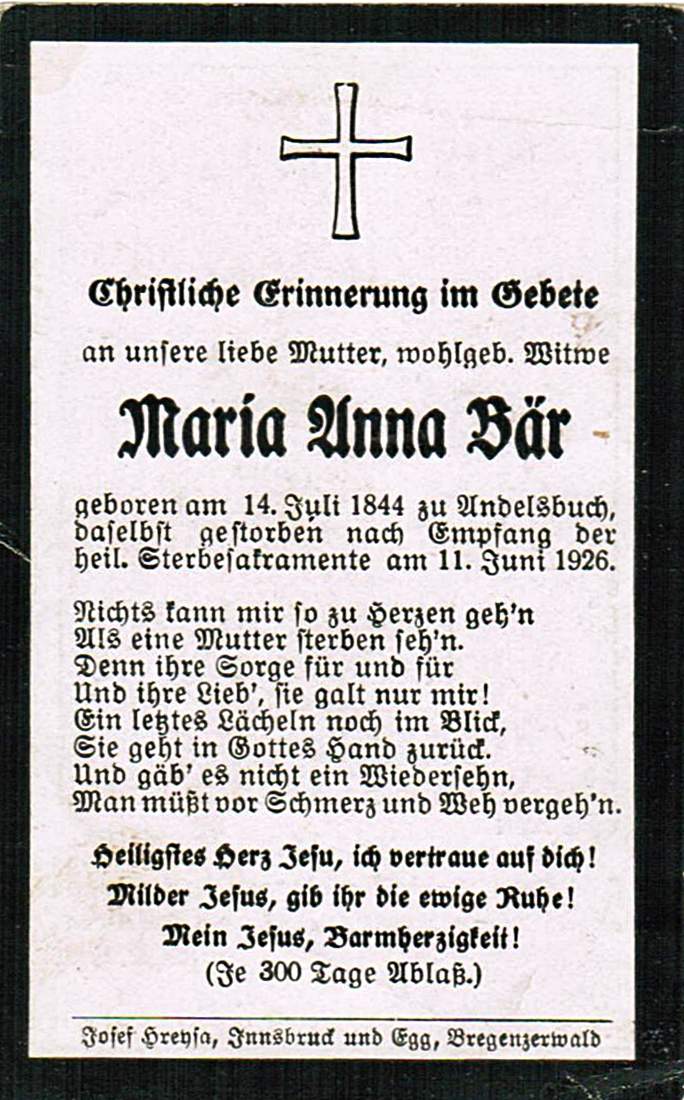 Christliche Erinnerung im Gebete
an unsere liebe Mutter, wohlgeb. Witwe
Maria Anna Bär
geboren am 14. Juli 1844 zu Andelsbuch,
daselbst gestorben nach Empfang der
heil. Sterbesakramente am 11. Juni 1926.
Nichts kann mir so zu Herzen geh'n
Als eine Mutter sterben seh'n.
Denn ihre Sorge für und für
Und ihre Lieb', sie galt nur mir!
Ein letztes Lächeln noch im Blick,
Sie geht in Gottes Hand zurück.
Und gäb' es nicht ein Wiedersehn,
Man müßt vor Schmerz und Weh vergeh'n.
Heiligstes Herz Jesu, ich vertraue auf dich!
Milder Jesus, gib ihr die ewige Ruhe!
Mein Jesus, Barmherzigkeit!
(Je 300 Tage Ablaß.)
Josef Hreysa, Innsbruck und Egg, Bregenzerwald